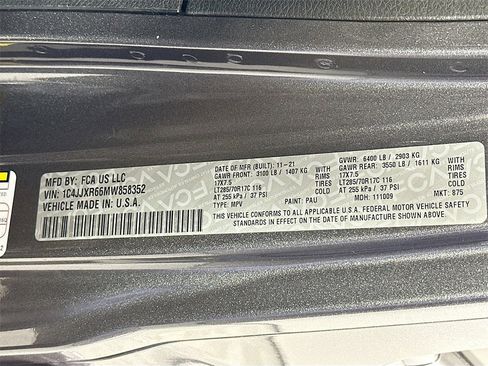 MFD. BY: FCA US LLC
VIN: 1C4JJXR66MW858352
VEHICLE MADE IN U.S.A.
DATE OF MFR (BUILT): 11-21 GVWR: 6400 LB / 2903 KG
GAWR FRONT: 3100 LB / 1407 KG WITH GAWR REAR: 3550 LB / 1611 KG WITH
17X7.5 RIMS 17X7.5 RIMS
LT285/70R17C 116 TIRES LT285/70R17C 116 TIRES
AT 255 kPa / 37 PSI COLD AT 255 kPa / 37 PSI COLD
TYPE: MPV PAINT: PAU MDH: 111009 MKT: 875
THIS VEHICLE CONFORMS TO ALL APPLICABLE U.S.A. FEDERAL MOTOR VEHICLE SAFETY
STANDARDS IN EFFECT ON THE DATE OF MANUFACTURE SHOWN ABOVE.